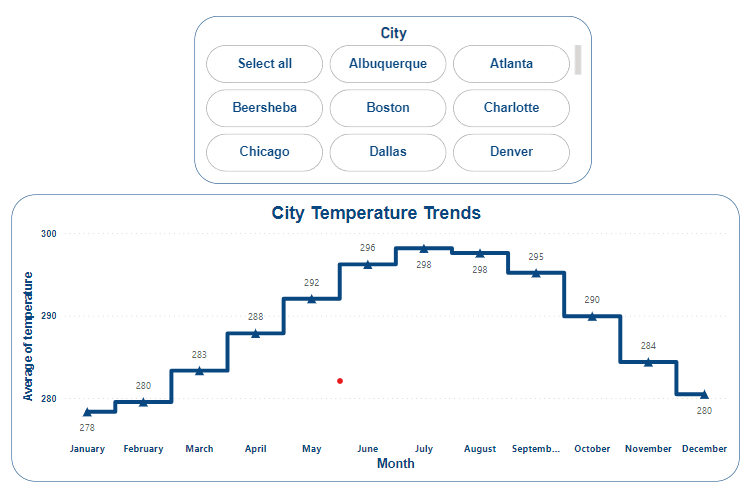 City
Select all Albuquerque Atlanta
Beersheba Boston Charlotte
Chicago Dallas Denver
City Temperature Trends
300
290
280
Average of temperature
278
280
283
288
292
296
298
298
295
290
284
280
January February March April May June July August Septemb... October November December
Month